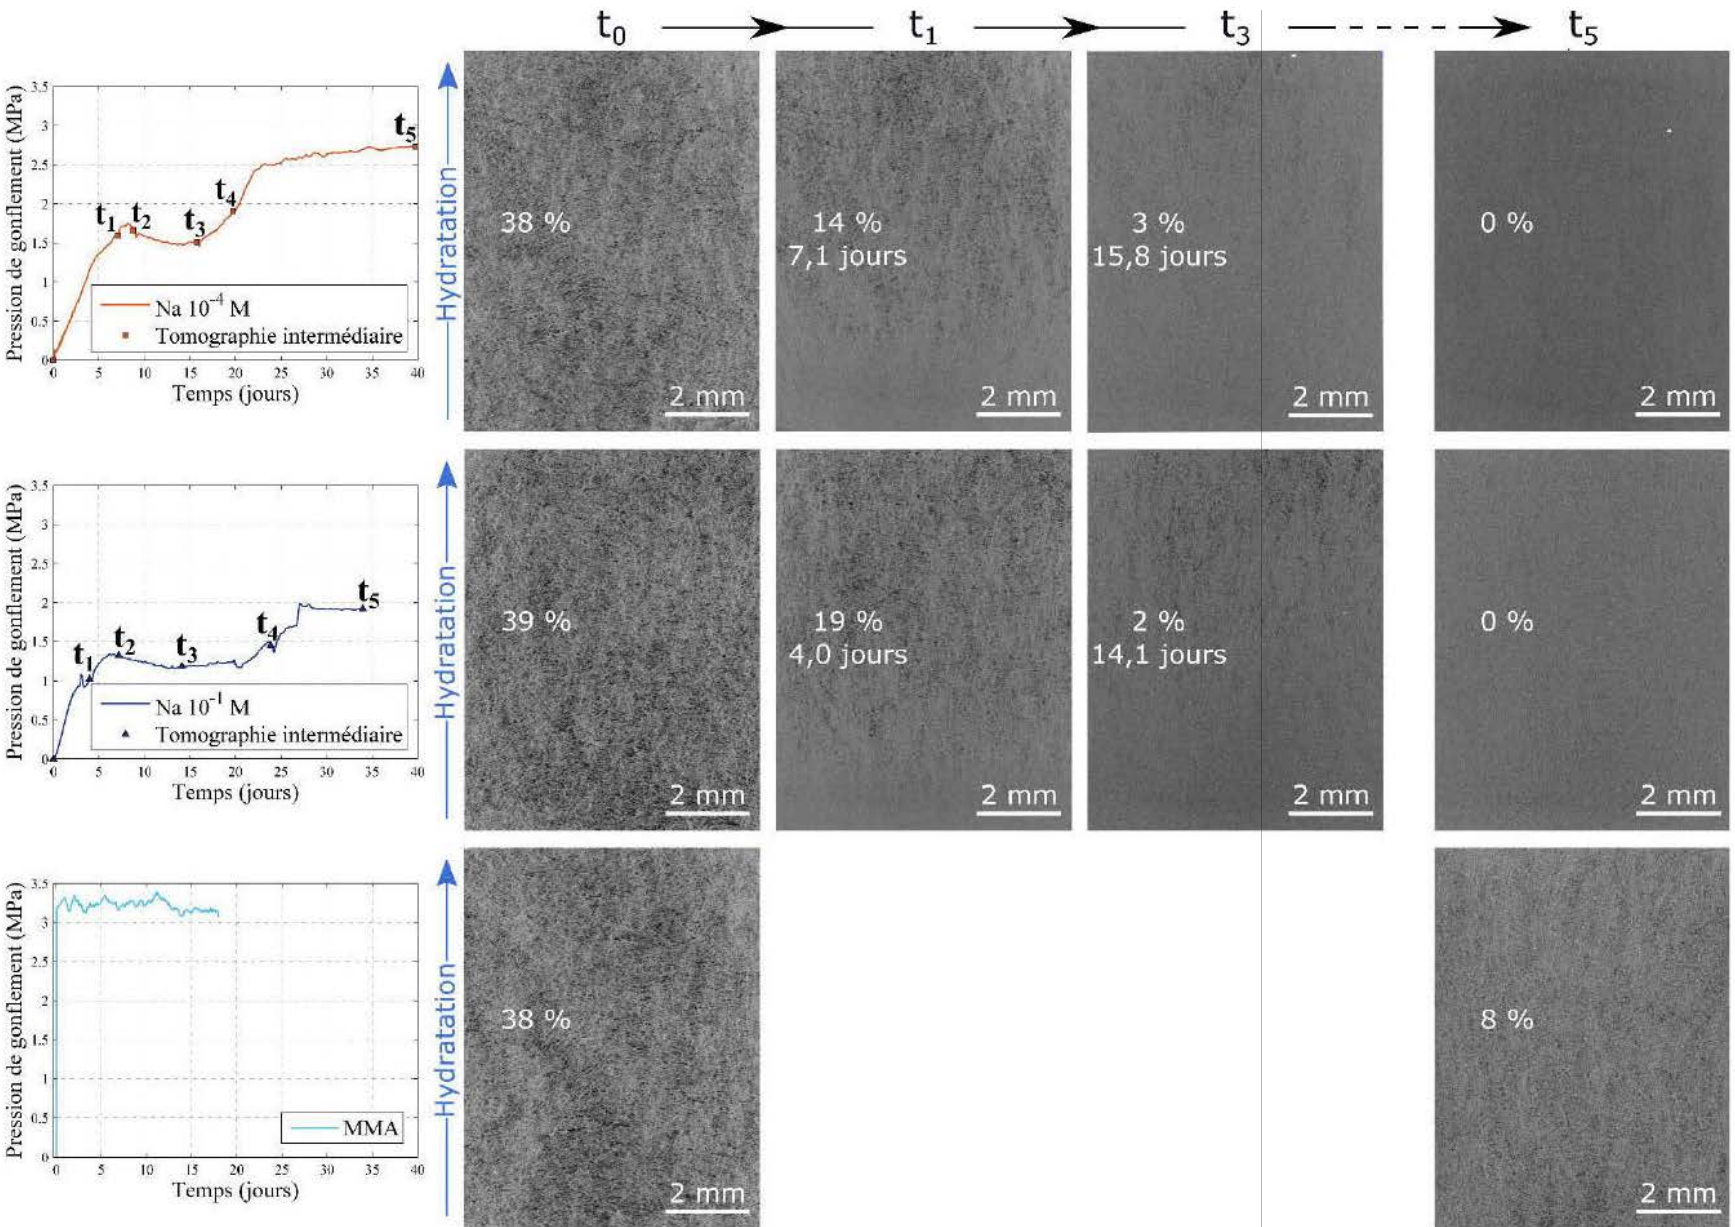 t0 t1 t3 t5
Pression de gonflement (MPa)
3.5
3
2.5
2
1.5
1
0.5
0
t1
t2
t3
t4
t5
Na 10-4 M
Tomographie intermédiaire
0 5 10 15 20 25 30 35 40
Temps (jours)
Hydratation
38 %
2 mm
14 %
7,1 jours
2 mm
3 %
15,8 jours
2 mm
0 %
2 mm
Pression de gonflement (MPa)
3.5
3
2.5
2
1.5
1
0.5
0
t1
t2
t3
t4
t5
Na 10-1 M
Tomographie intermédiaire
0 5 10 15 20 25 30 35 40
Temps (jours)
Hydratation
39 %
2 mm
19 %
4,0 jours
2 mm
2 %
14,1 jours
2 mm
0 %
2 mm
Pression de gonflement (MPa)
3.5
3
2.5
2
1.5
1
0.5
0
MMA
0 5 10 15 20 25 30 35 40
Temps (jours)
Hydratation
38 %
2 mm
8 %
2 mm